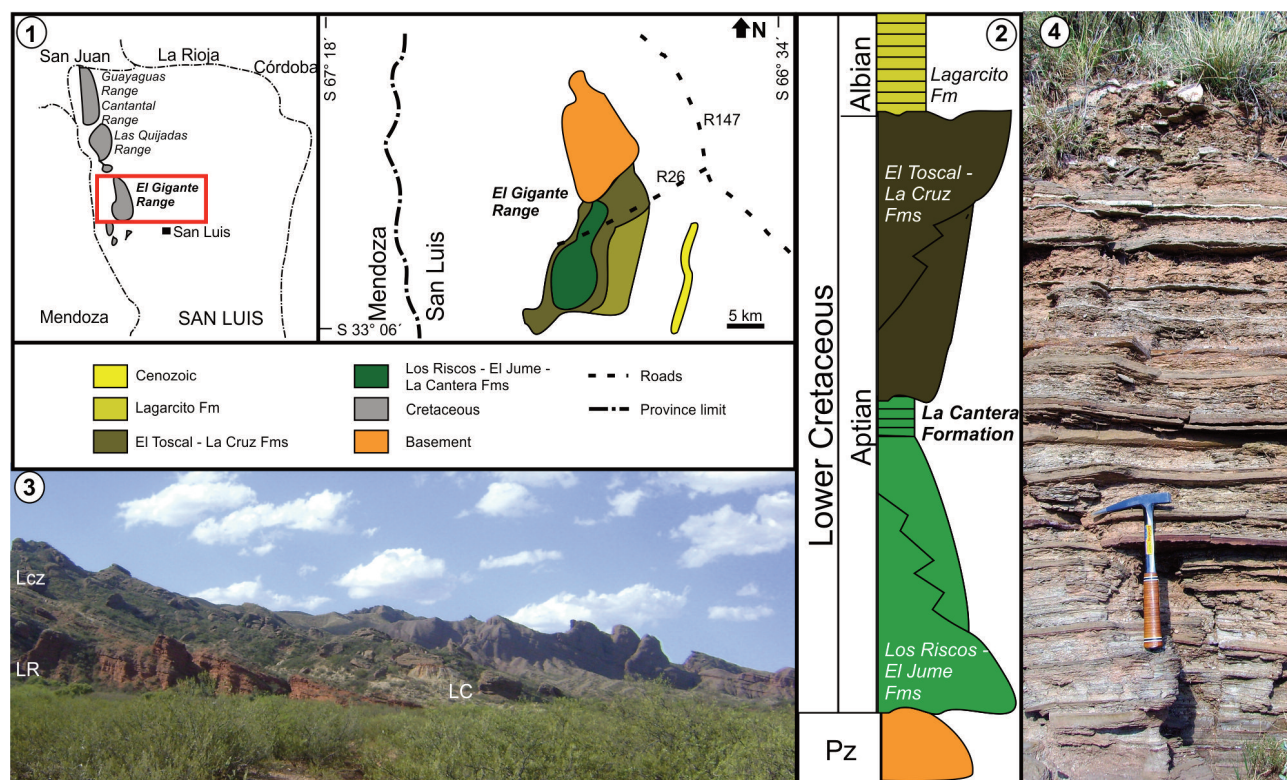 1
San Juan
La Rioja
Córdoba
Guayaguas
Range
Cantantal
Range
Las Quijadas
Range
El Gigante
Range
San Luis
Mendoza
SAN LUIS
S 67° 18´
N
S 66° 34´
R147
R26
El Gigante
Range
Mendoza
San Luis
S 33° 06´
5 km
Cenozoic
Lagarcito Fm
El Toscal - La Cruz Fms
Los Riscos - El Jume -
La Cantera Fms
Cretaceous
Basement
Roads
Province limit
2
Lower Cretaceous
Albian
Aptian
Pz
Lagarcito
Fm
El Toscal -
La Cruz
Fms
La Cantera
Formation
Los Riscos -
El Jume
Fms
3
Lcz
LR
LC
4